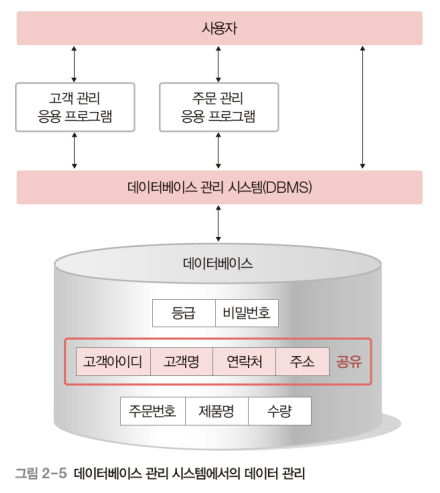 사용자
고객 관리
응용 프로그램
주문 관리
응용 프로그램
데이터베이스 관리 시스템(DBMS)
데이터베이스
등급 비밀번호
고객아이디 고객명 연락처 주소 공유
주문번호 제품명 수량
그림 2-5 데이터베이스 관리 시스템에서의 데이터 관리